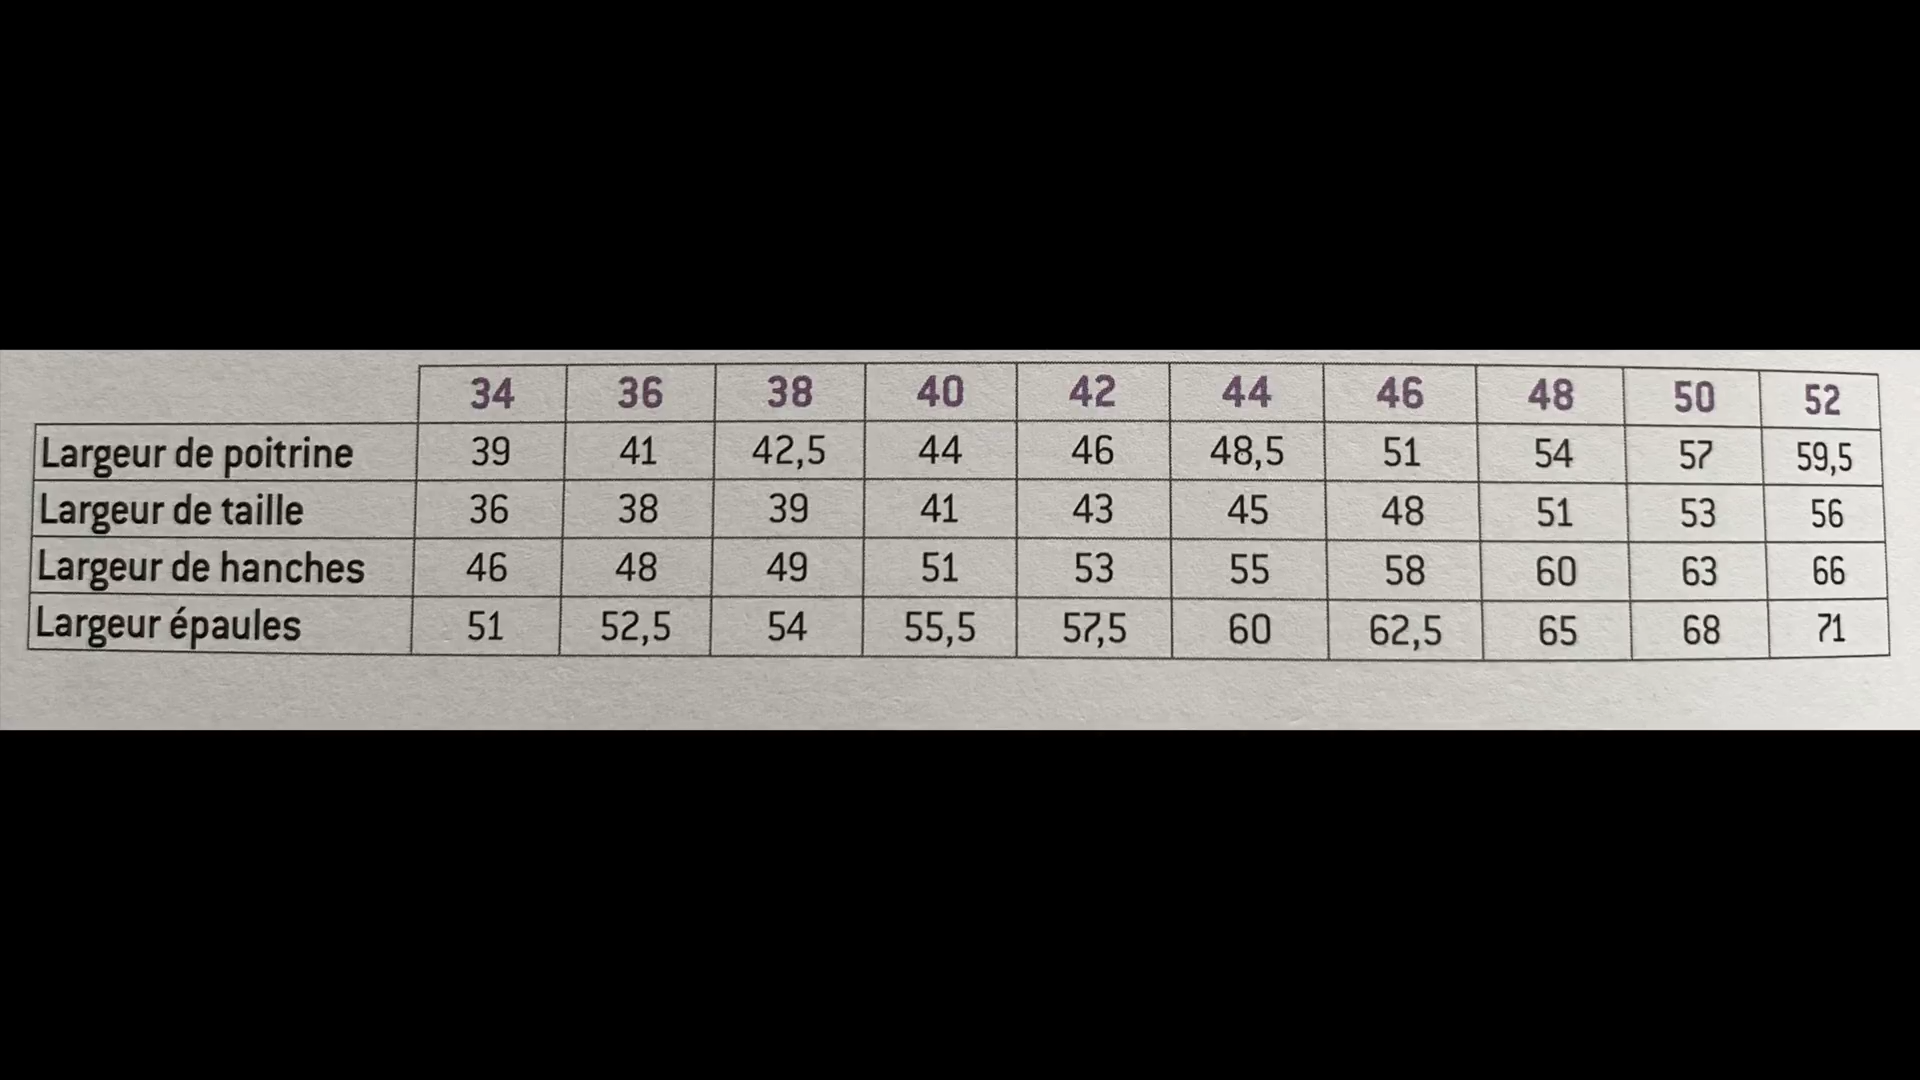 34 36 38 40 42 44 46 48 50 52
Largeur de poitrine 39 41 42,5 44 46 48,5 51 54 57 59,5
Largeur de taille 36 38 39 41 43 45 48 51 53 56
Largeur de hanches 46 48 49 51 53 55 58 60 63 66
Largeur épaules 51 52,5 54 55,5 57,5 60 62,5 65 68 71